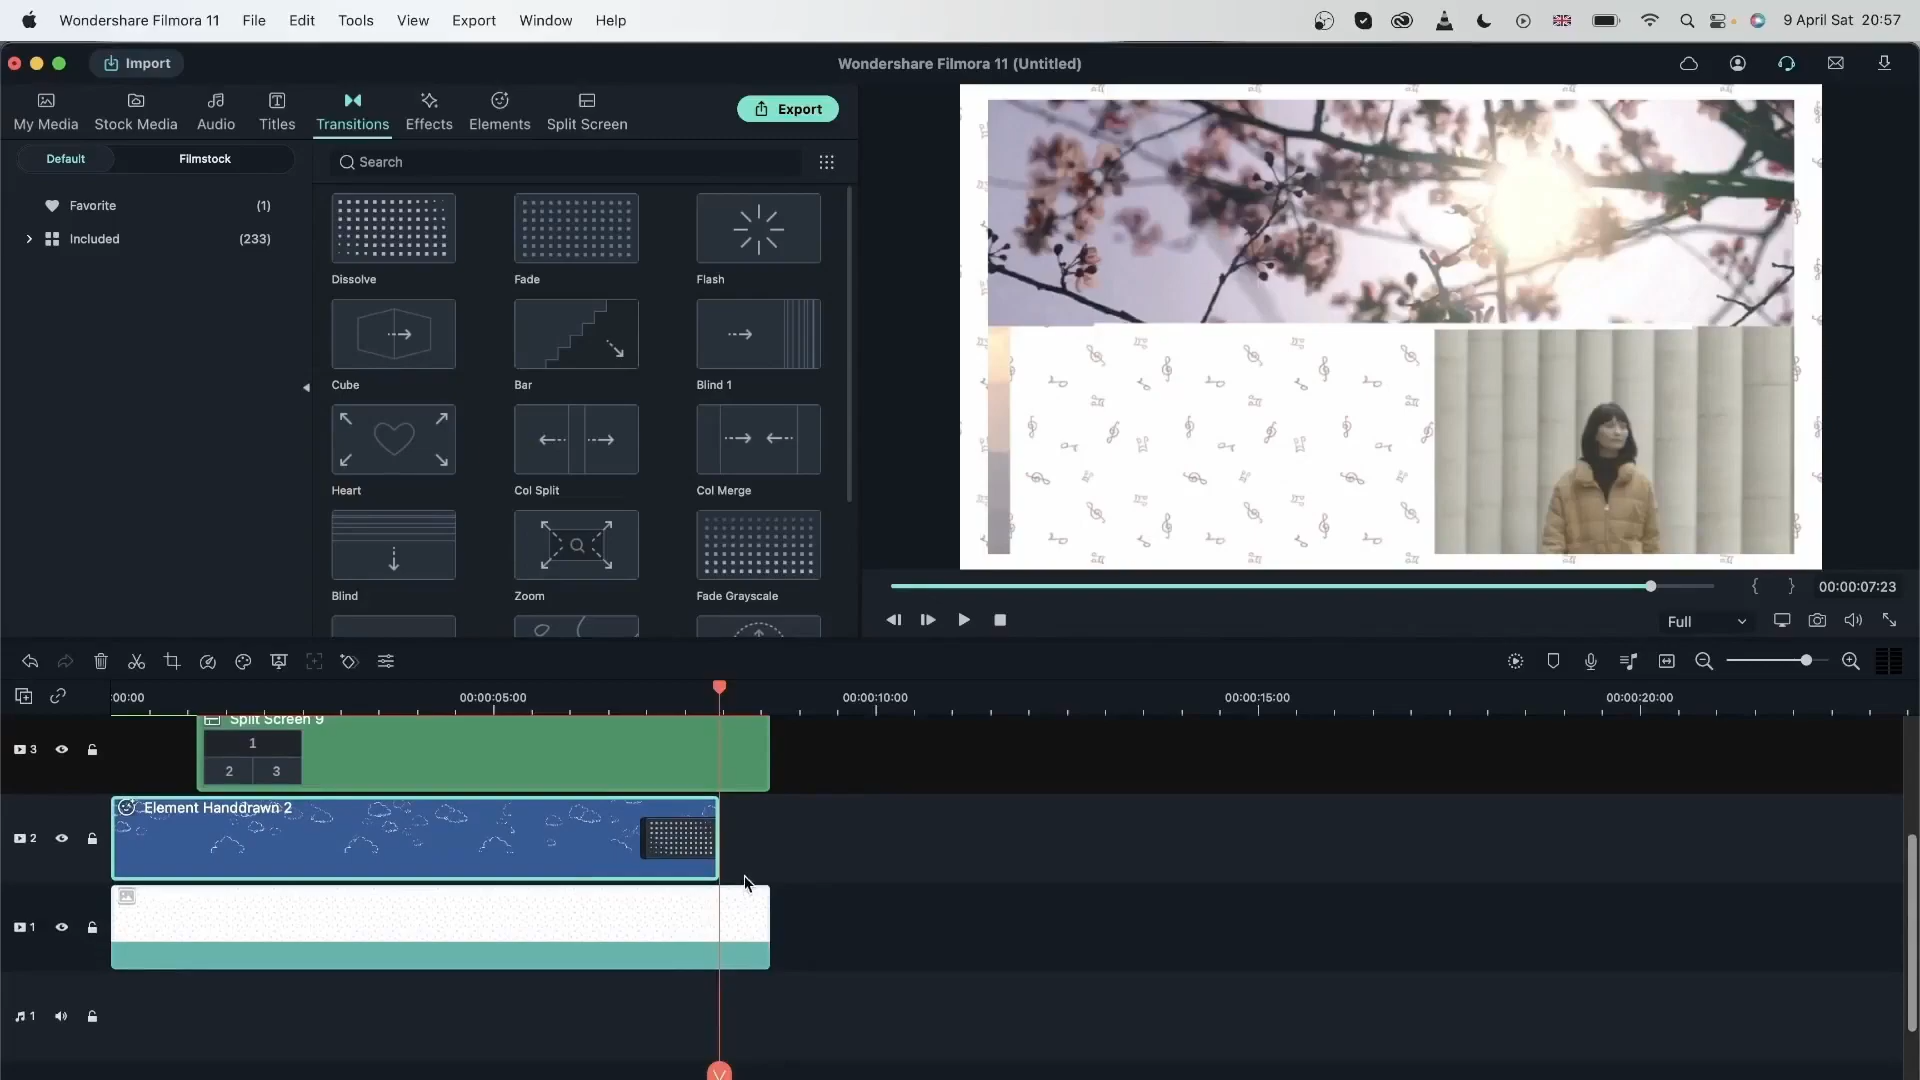 Wondershare Filmora 11 File Edit Tools View Export Window Help 9 April Sat 20:57
Import Wondershare Filmora 11 (Untitled)
My Media Stock Media Audio Titles Transitions Effects Elements Split Screen Export
Default Filmstock Search
Favorite (1)
Included (233)
Dissolve Fade Flash
Cube Bar Blind 1
Heart Col Split Col Merge
Blind Zoom Fade Grayscale
{ } 00:00:07:23
Full
:00:00 00:00:05:00 00:00:10:00 00:00:15:00 00:00:20:00
Split Screen 9
3 1
2 3
Element Handdrawn 2
2
1
1